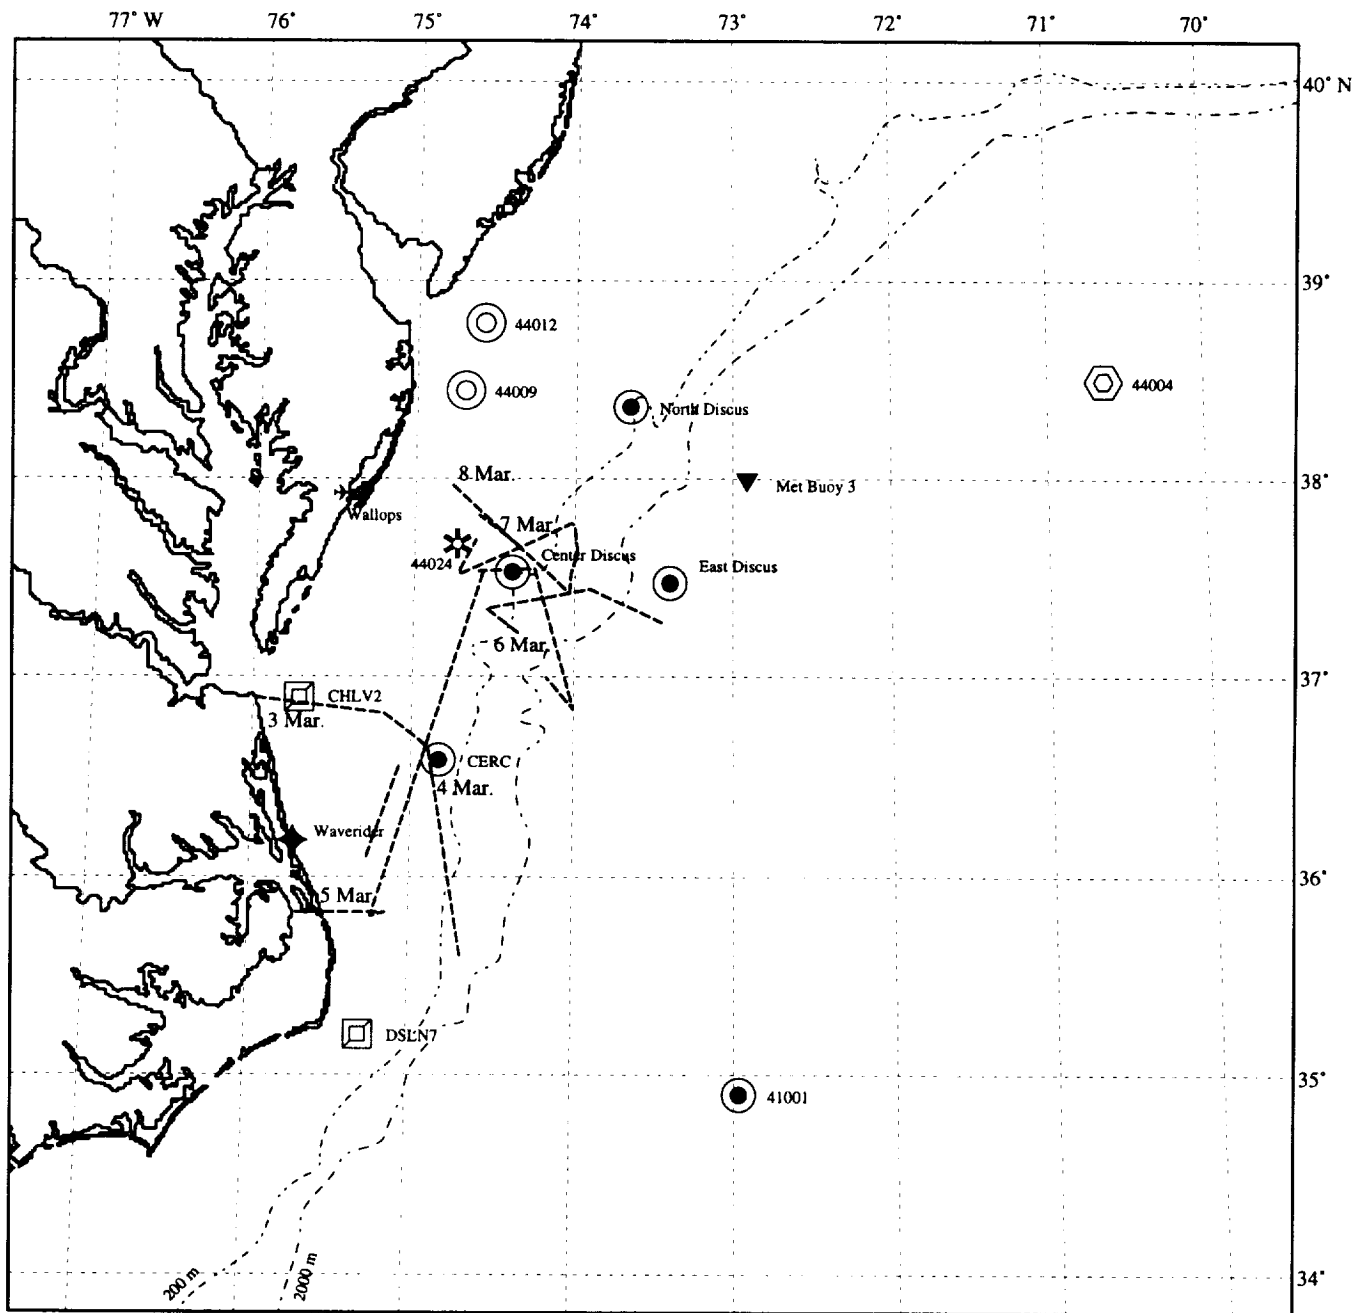 77° W 76° 75° 74° 73° 72° 71° 70°
40° N
39°
44012
44009
44004
North Discus
8 Mar.
38°
Met Buoy 3
Wallops
7 Mar.
Center Discus
44024
East Discus
6 Mar.
37°
CHLV2
3 Mar.
CERC
4 Mar.
Waverider
36°
5 Mar.
DSLN7
35°
41001
200 m
2000 m
34°